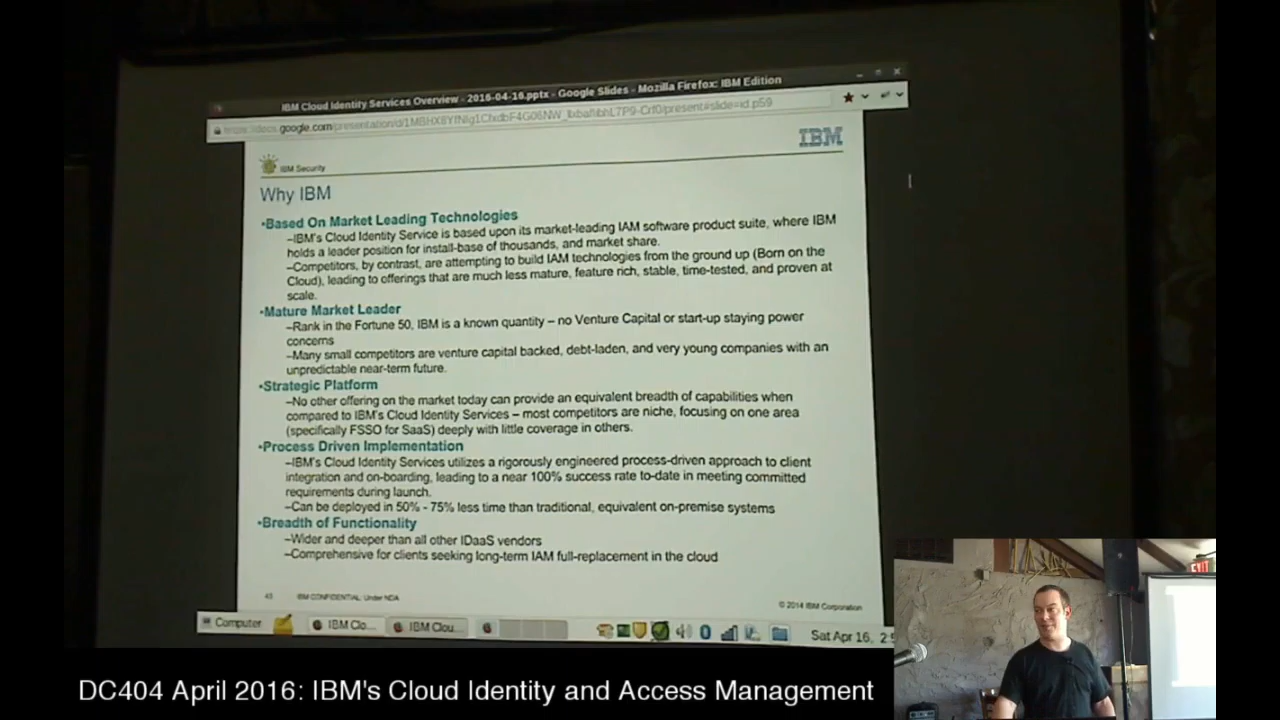 IBM Cloud Identity Services Overview - 2016-04-16.pptx - Google Slides - Mozilla Firefox: IBM Edition
IBM
IBM Security
Why IBM
•Based On Market Leading Technologies
–IBM's Cloud Identity Service is based upon its market-leading IAM software product suite, where IBM
holds a leader position for install-base of thousands, and market share.
–Competitors, by contrast, are attempting to build IAM technologies from the ground up (Born on the
Cloud), leading to offerings that are much less mature, feature rich, stable, time-tested, and proven at
scale.
•Mature Market Leader
–Rank in the Fortune 50, IBM is a known quantity – no Venture Capital or start-up staying power
concerns
–Many small competitors are venture capital backed, debt-laden, and very young companies with an
unpredictable near-term future.
•Strategic Platform
–No other offering on the market today can provide an equivalent breadth of capabilities when
compared to IBM's Cloud Identity Services – most competitors are niche, focusing on one area
(specifically FSSO for SaaS) deeply with little coverage in others.
•Process Driven Implementation
–IBM's Cloud Identity Services utilizes a rigorously engineered process-driven approach to client
integration and on-boarding, leading to a near 100% success rate to-date in meeting committed
requirements during launch.
–Can be deployed in 50% - 75% less time than traditional, equivalent on-premise systems
•Breadth of Functionality
–Wider and deeper than all other IDaaS vendors
–Comprehensive for clients seeking long-term IAM full-replacement in the cloud
IBM CONFIDENTIAL: Under NDA
© 2014 IBM Corporation
Computer
IBM Clo...
IBM Clou...
Sat Apr 16, 2:5
EXIT
DC404 April 2016: IBM's Cloud Identity and Access Management